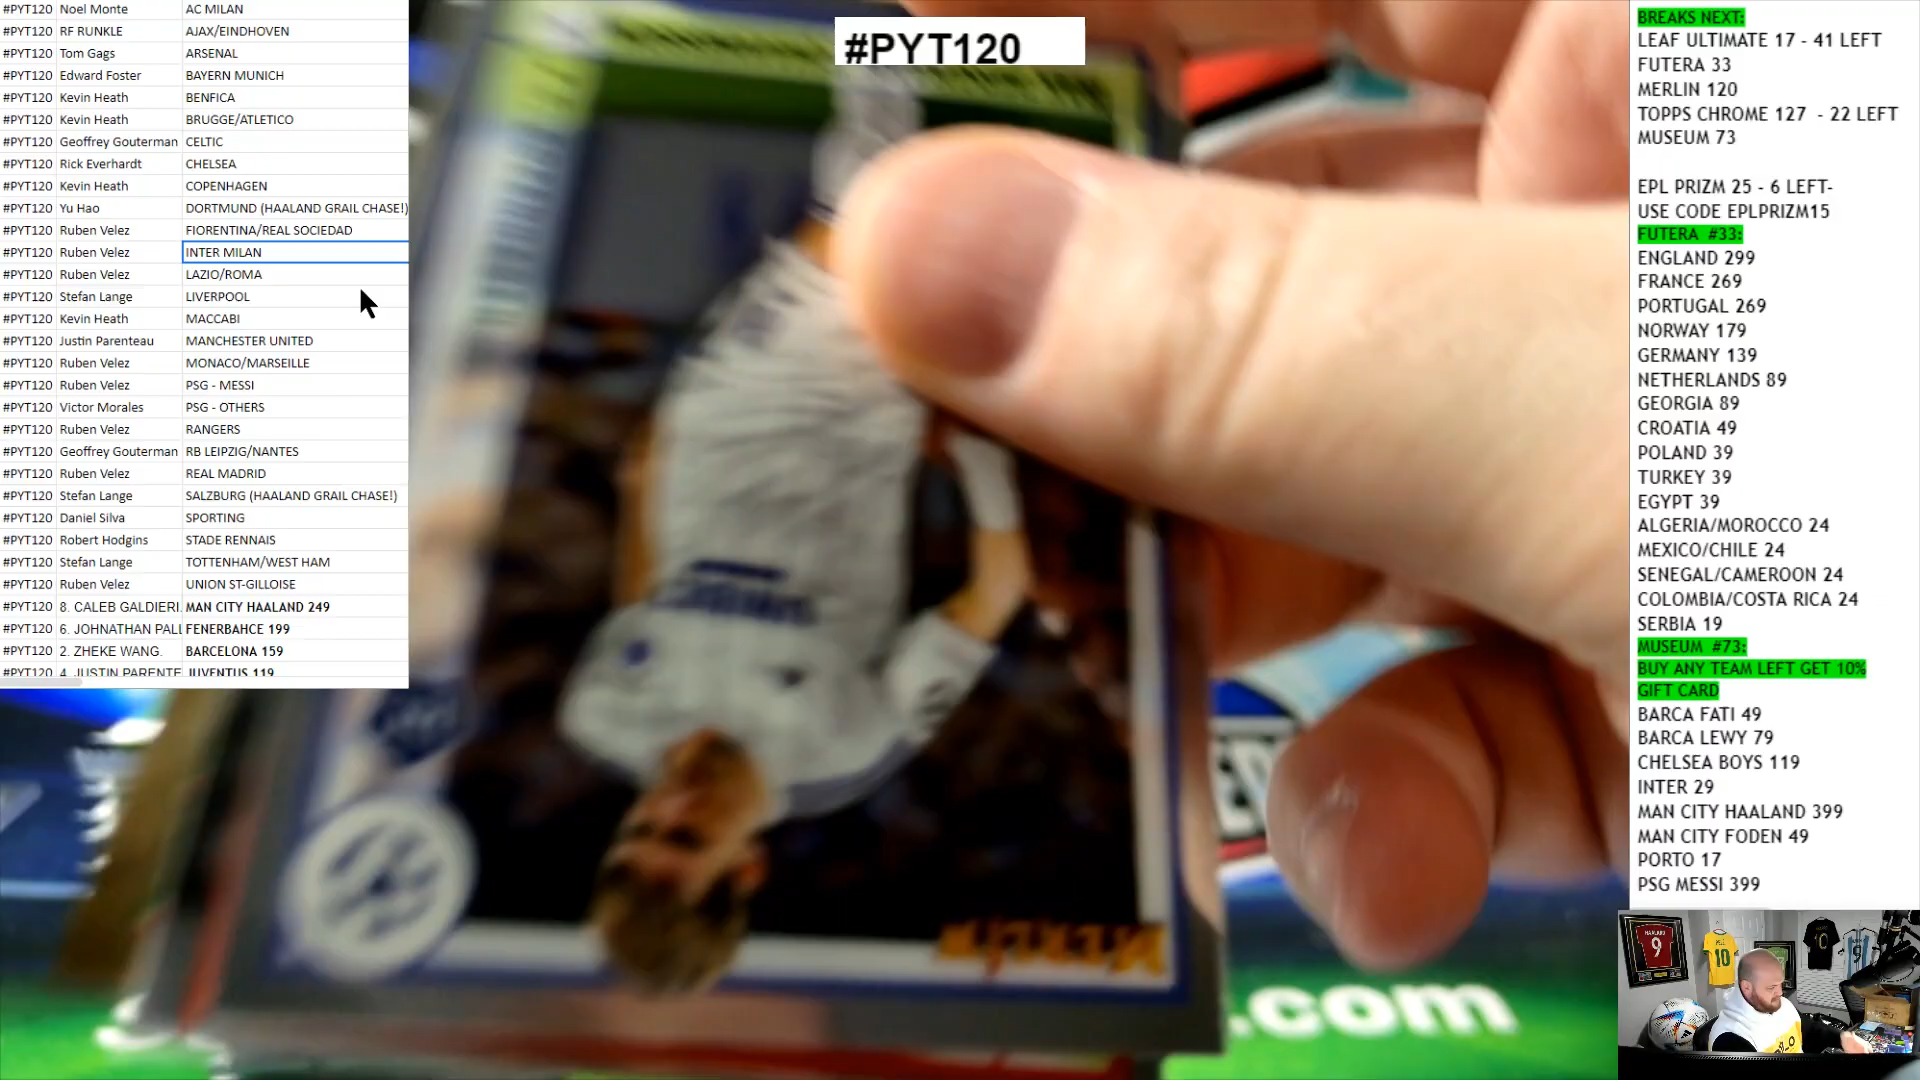 #PYT120 Noel Monte AC MILAN
#PYT120 RF RUNKLE AJAX/EINDHOVEN
#PYT120 Tom Gags ARSENAL
#PYT120 Edward Foster BAYERN MUNICH
#PYT120 Kevin Heath BENFICA
#PYT120 Kevin Heath BRUGGE/ATLETICO
#PYT120 Geoffrey Gouterman CELTIC
#PYT120 Rick Everhardt CHELSEA
#PYT120 Kevin Heath COPENHAGEN
#PYT120 Yu Hao DORTMUND (HAALAND GRAIL CHASE!)
#PYT120 Ruben Velez FIORENTINA/REAL SOCIEDAD
#PYT120 Ruben Velez INTER MILAN
#PYT120 Ruben Velez LAZIO/ROMA
#PYT120 Stefan Lange LIVERPOOL
#PYT120 Kevin Heath MACCABI
#PYT120 Justin Parenteau MANCHESTER UNITED
#PYT120 Ruben Velez MONACO/MARSEILLE
#PYT120 Ruben Velez PSG - MESSI
#PYT120 Victor Morales PSG - OTHERS
#PYT120 Ruben Velez RANGERS
#PYT120 Geoffrey Gouterman RB LEIPZIG/NANTES
#PYT120 Ruben Velez REAL MADRID
#PYT120 Stefan Lange SALZBURG (HAALAND GRAIL CHASE!)
#PYT120 Daniel Silva SPORTING
#PYT120 Robert Hodgins STADE RENNAIS
#PYT120 Stefan Lange TOTTENHAM/WEST HAM
#PYT120 Ruben Velez UNION ST-GILLOISE
#PYT120 8. CALEB GALDIERI. MAN CITY HAALAND 249
#PYT120 6. JOHNATHAN PALL FENERBAHCE 199
#PYT120 2. ZHEKE WANG. BARCELONA 159
#PYT120 4. JUSTIN PARENTE JUVENTUS 119
#PYT120
MERLIN
.com
BREAKS NEXT:
LEAF ULTIMATE 17 - 41 LEFT
FUTERA 33
MERLIN 120
TOPPS CHROME 127 - 22 LEFT
MUSEUM 73
EPL PRIZM 25 - 6 LEFT-
USE CODE EPLPRIZM15
FUTERA #33:
ENGLAND 299
FRANCE 269
PORTUGAL 269
NORWAY 179
GERMANY 139
NETHERLANDS 89
GEORGIA 89
CROATIA 49
POLAND 39
TURKEY 39
EGYPT 39
ALGERIA/MOROCCO 24
MEXICO/CHILE 24
SENEGAL/CAMEROON 24
COLOMBIA/COSTA RICA 24
SERBIA 19
MUSEUM #73:
BUY ANY TEAM LEFT GET 10%
GIFT CARD
BARCA FATI 49
BARCA LEWY 79
CHELSEA BOYS 119
INTER 29
MAN CITY HAALAND 399
MAN CITY FODEN 49
PORTO 17
PSG MESSI 399
HAALAND
9
10
10
9